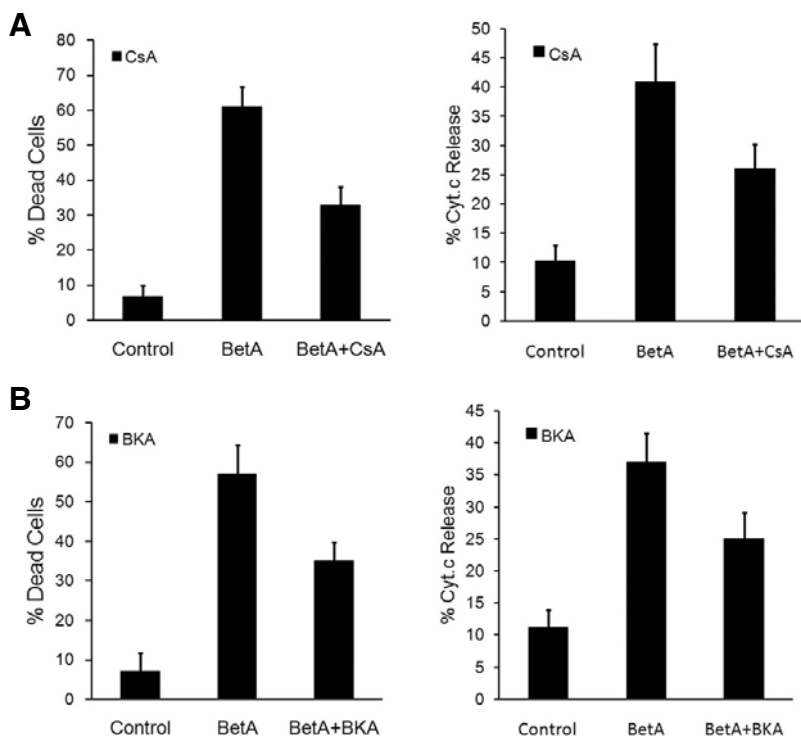 A
% Dead Cells
80
70
60
50
40
30
20
10
0
CsA
Control BetA BetA+CsA
% Cyt.c Release
50
45
40
35
30
25
20
15
10
5
0
CsA
Control BetA BetA+CsA
B
% Dead Cells
70
60
50
40
30
20
10
0
BKA
Control BetA BetA+BKA
% Cyt.c Release
45
40
35
30
25
20
15
10
5
0
BKA
Control BetA BetA+BKA